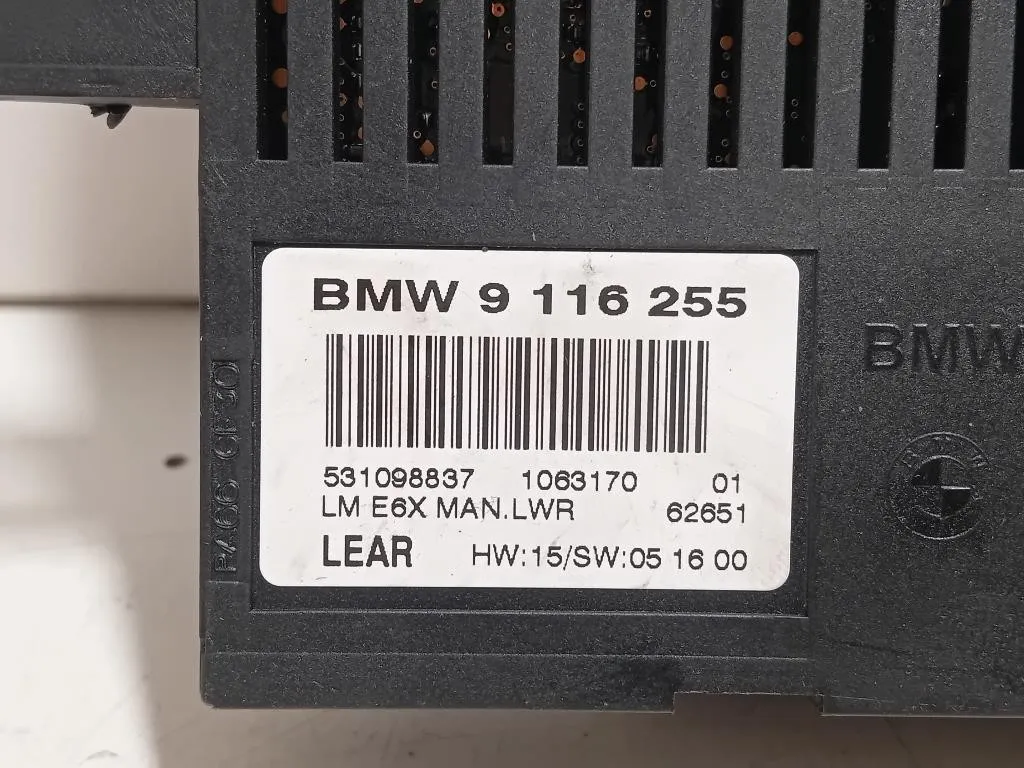 BMW 9 116 255
531098837 1063170 01
LM E6X MAN.LWR 62651
LEAR HW:15/SW:05 16 00
BMW